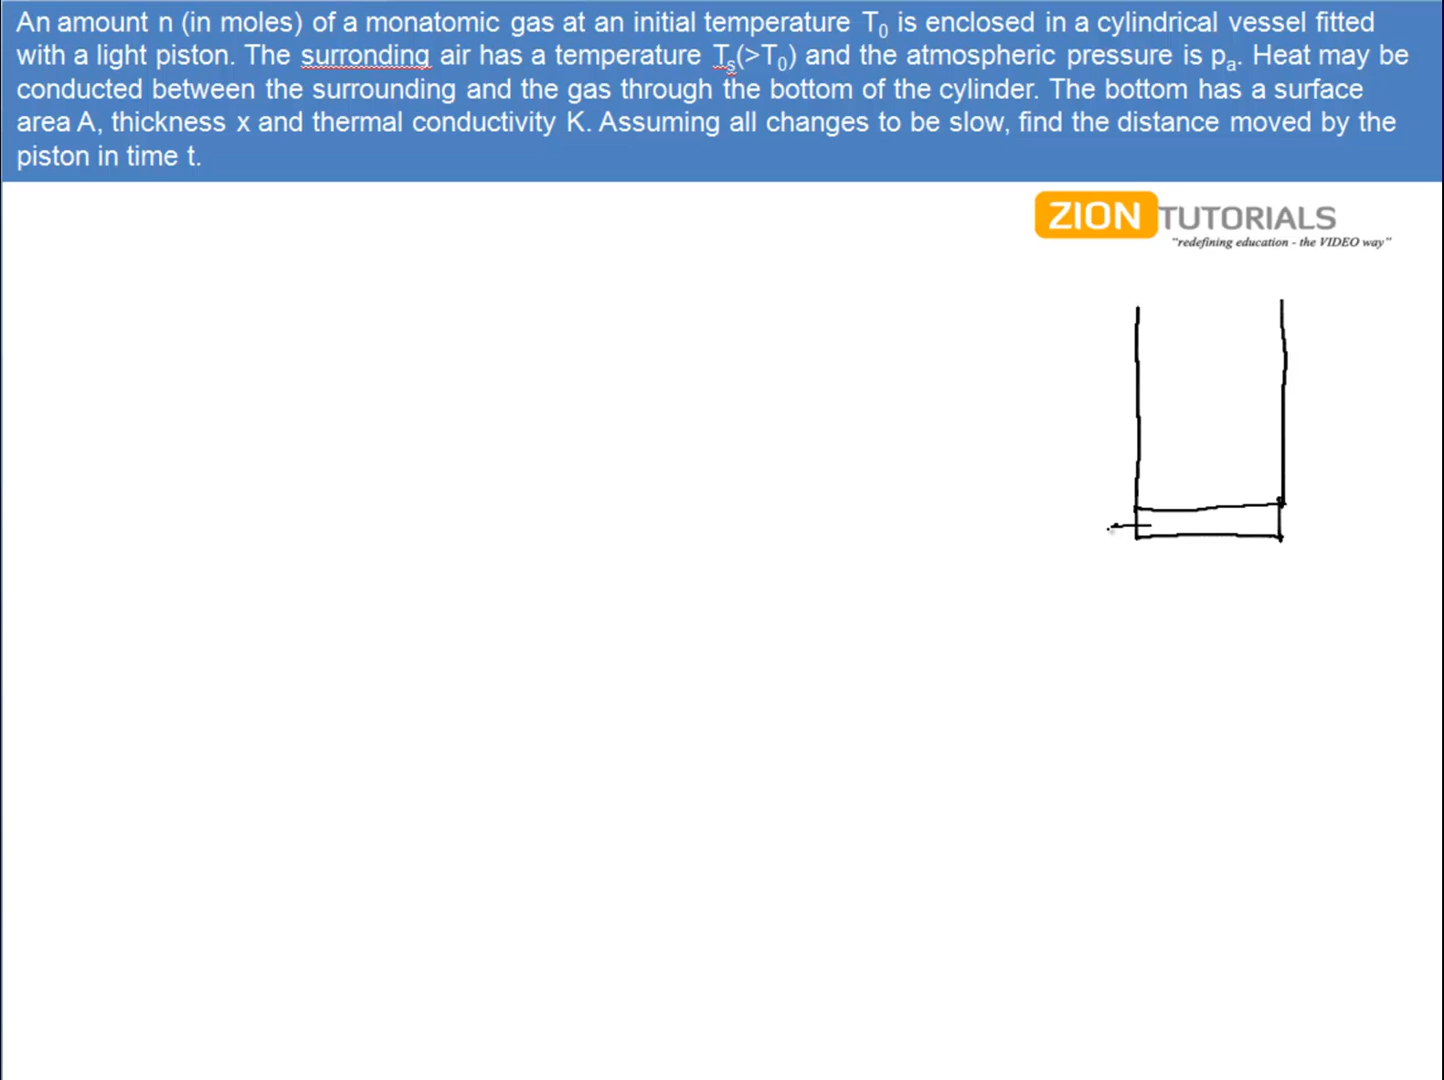 An amount n (in moles) of a monatomic gas at an initial temperature T₀ is enclosed in a cylindrical vessel fitted
with a light piston. The surronding air has a temperature Tₛ(>T₀) and the atmospheric pressure is pₐ. Heat may be
conducted between the surrounding and the gas through the bottom of the cylinder. The bottom has a surface
area A, thickness x and thermal conductivity K. Assuming all changes to be slow, find the distance moved by the
piston in time t.
ZION TUTORIALS
"redefining education - the VIDEO way"